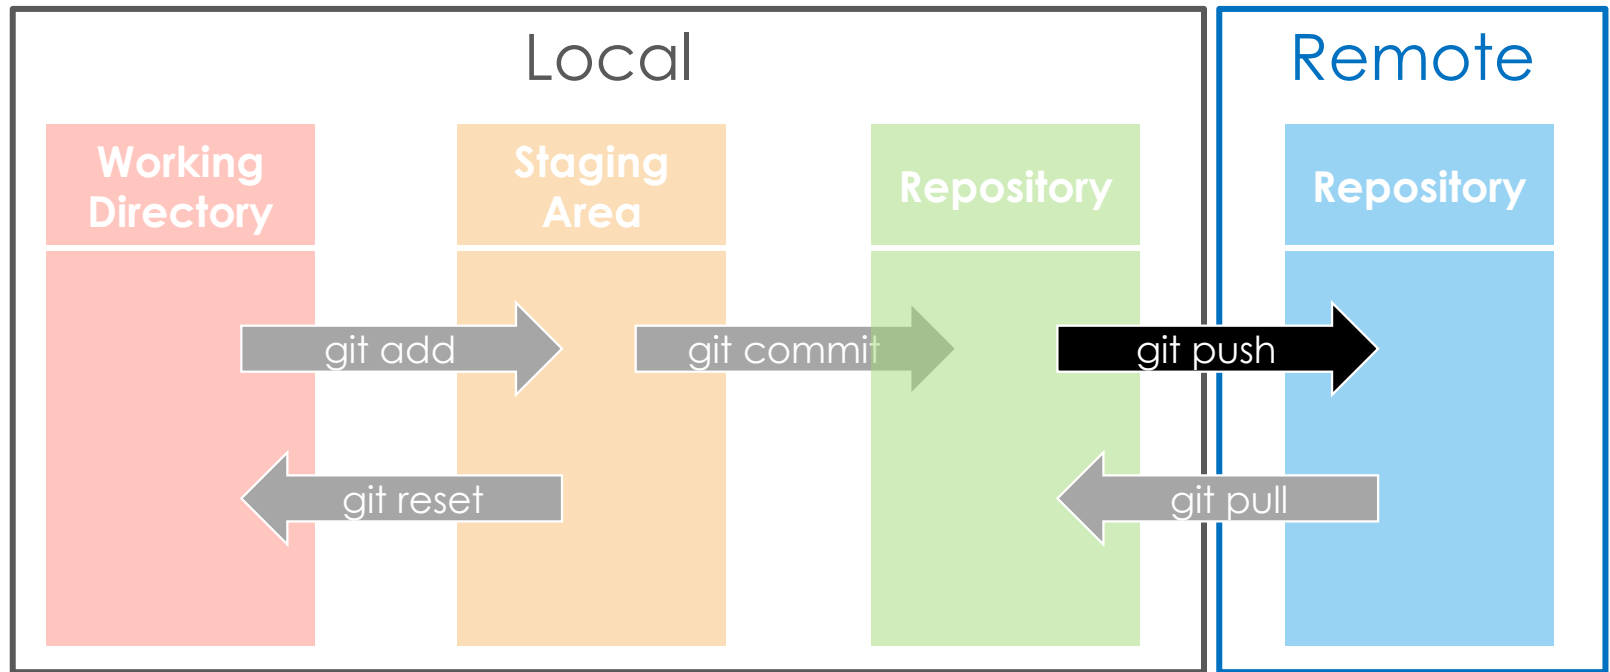 Local
Remote
Working
Directory
Staging
Area
Repository
Repository
git add
git commit
git push
git reset
git pull